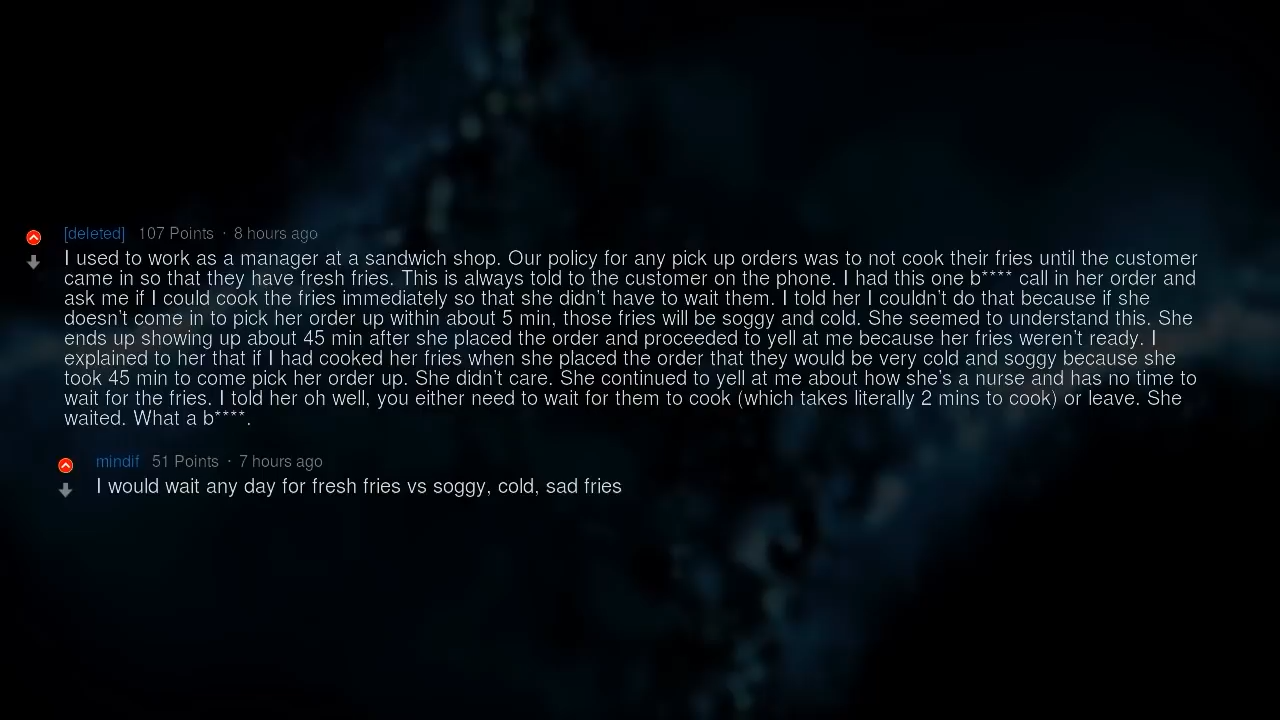 [deleted] 107 Points · 8 hours ago
I used to work as a manager at a sandwich shop. Our policy for any pick up orders was to not cook their fries until the customer
came in so that they have fresh fries. This is always told to the customer on the phone. I had this one b**** call in her order and
ask me if I could cook the fries immediately so that she didn't have to wait them. I told her I couldn't do that because if she
doesn't come in to pick her order up within about 5 min, those fries will be soggy and cold. She seemed to understand this. She
ends up showing up about 45 min after she placed the order and proceeded to yell at me because her fries weren't ready. I
explained to her that if I had cooked her fries when she placed the order that they would be very cold and soggy because she
took 45 min to come pick her order up. She didn't care. She continued to yell at me about how she's a nurse and has no time to
wait for the fries. I told her oh well, you either need to wait for them to cook (which takes literally 2 mins to cook) or leave. She
waited. What a b****.
mindif 51 Points · 7 hours ago
I would wait any day for fresh fries vs soggy, cold, sad fries